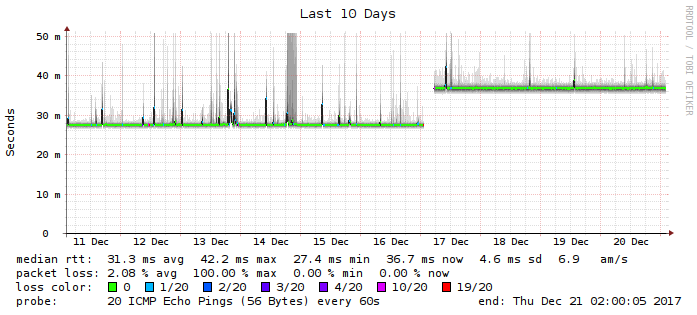 Last 10 Days
RRDTOOL / TOBI OETIKER
Seconds
50 m
40 m
30 m
20 m
10 m
0
11 Dec 12 Dec 13 Dec 14 Dec 15 Dec 16 Dec 17 Dec 18 Dec 19 Dec 20 Dec
median rtt: 31.3 ms avg 42.2 ms max 27.4 ms min 36.7 ms now 4.6 ms sd 6.9 am/s
packet loss: 2.08 % avg 100.00 % max 0.00 % min 0.00 % now
loss color: 0 1/20 2/20 3/20 4/20 10/20 19/20
probe: 20 ICMP Echo Pings (56 Bytes) every 60s end: Thu Dec 21 02:00:05 2017